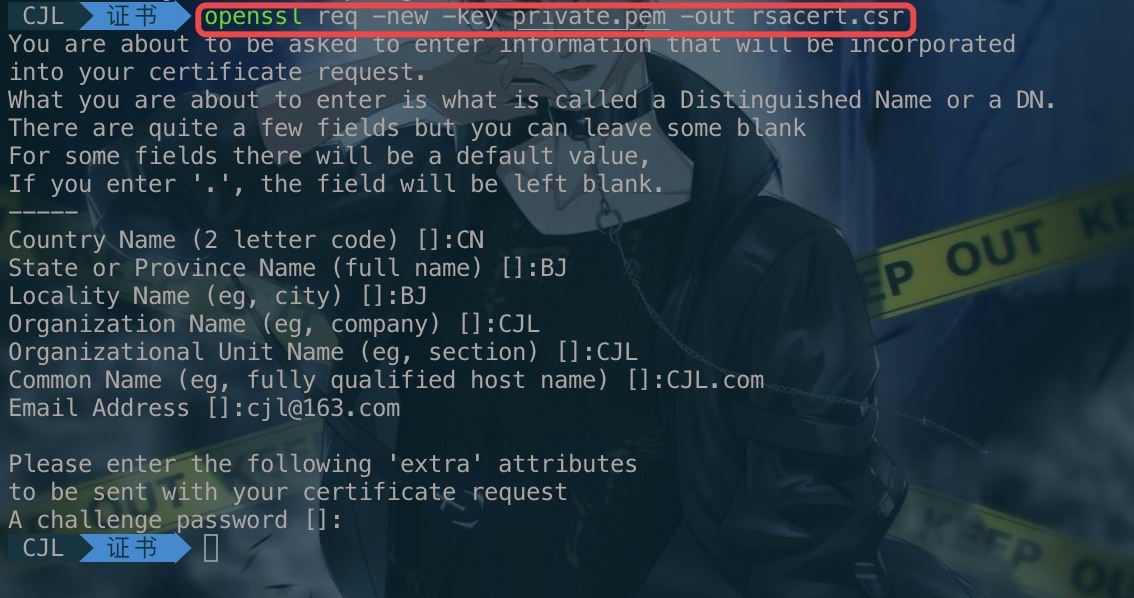 CJL 证书 openssl req -new -key private.pem -out rsacert.csr
You are about to be asked to enter information that will be incorporated
into your certificate request.
What you are about to enter is what is called a Distinguished Name or a DN.
There are quite a few fields but you can leave some blank
For some fields there will be a default value,
If you enter '.', the field will be left blank.
-----
Country Name (2 letter code) []:CN
State or Province Name (full name) []:BJ
Locality Name (eg, city) []:BJ
Organization Name (eg, company) []:CJL
Organizational Unit Name (eg, section) []:CJL
Common Name (eg, fully qualified host name) []:CJL.com
Email Address []:cjl@163.com
Please enter the following 'extra' attributes
to be sent with your certificate request
A challenge password []:
CJL 证书
EP OUT KE
OUT KEE
KEEP OU